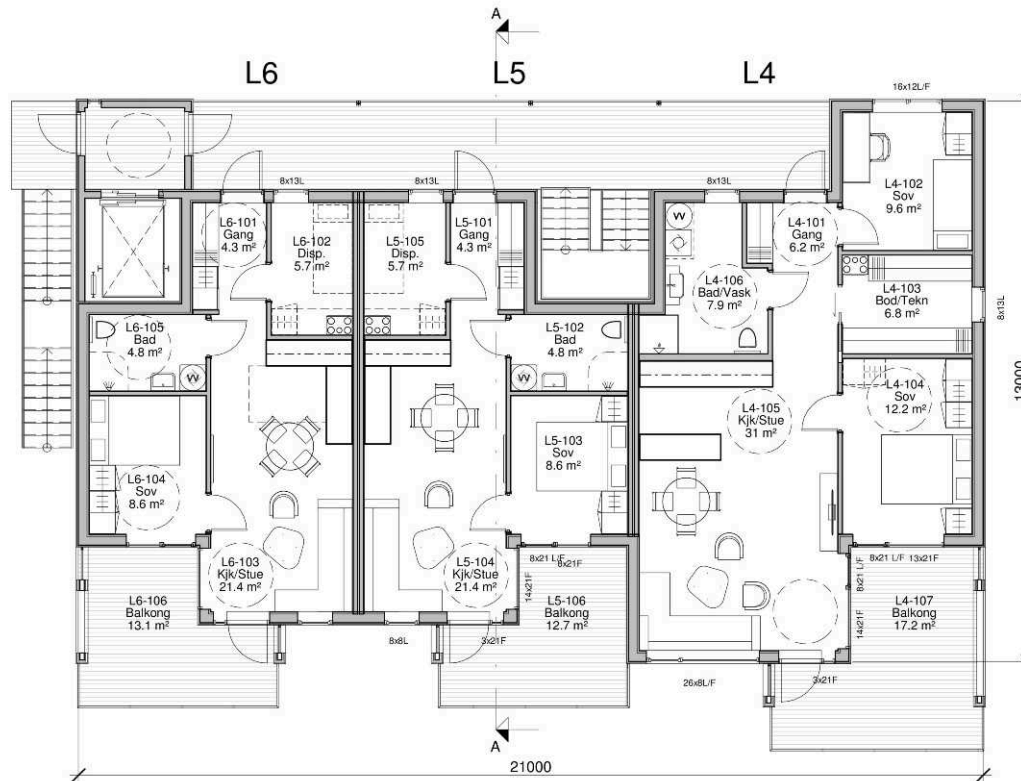 A
L6
L5
L4
16x12L/F
8x13L
8x13L
8x13L
L6-101
Gang
4.3 m²
L6-102
Disp.
5.7 m²
L5-105
Disp.
5.7 m²
L5-101
Gang
4.3 m²
W
L4-101
Gang
6.2 m²
L4-102
Sov
9.6 m²
L4-106
Bad/Vask
7.9 m²
L4-103
Bod/Tekn
6.8 m²
8x13L
L6-105
Bad
4.8 m²
W
L5-102
Bad
4.8 m²
W
L4-104
Sov
12.2 m²
13000
L4-105
Kjk/Stue
31 m²
L6-104
Sov
8.6 m²
L5-103
Sov
8.6 m²
L6-103
Kjk/Stue
21.4 m²
L5-104
Kjk/Stue
21.4 m²
8x21 L/F
8x21F
14x21F
8x21 L/F
13x21F
8x21 L/F
14x21F
L6-106
Balkong
13.1 m²
L5-106
Balkong
12.7 m²
L4-107
Balkong
17.2 m²
8x8L
3x21F
26x8L/F
3x21F
A
21000